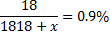 18/(1818 + x) = 0.9%